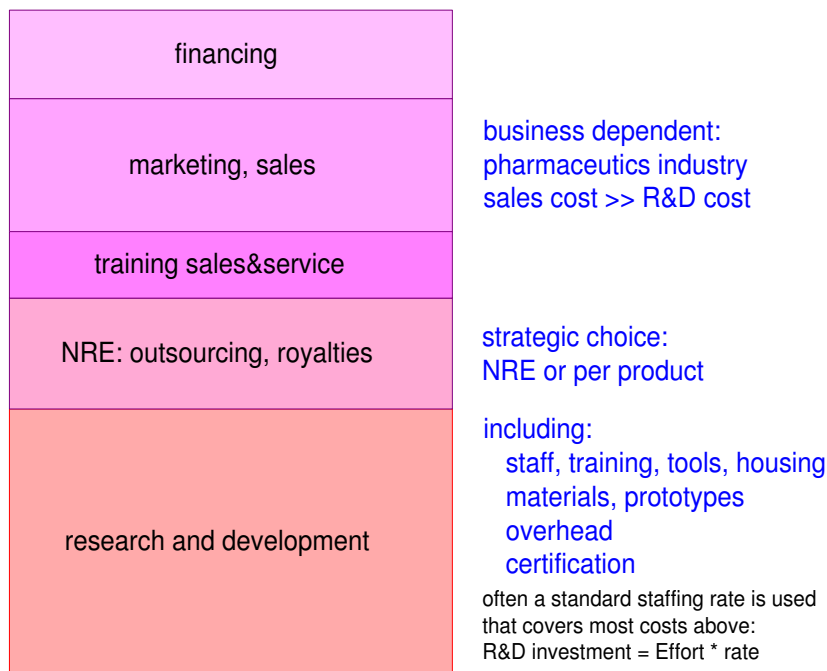 financing
marketing, sales
business dependent:
pharmaceutics industry
sales cost >> R&D cost
training sales&service
NRE: outsourcing, royalties
strategic choice:
NRE or per product
research and development
including:
staff, training, tools, housing
materials, prototypes
overhead
certification
often a standard staffing rate is used
that covers most costs above:
R&D investment = Effort * rate